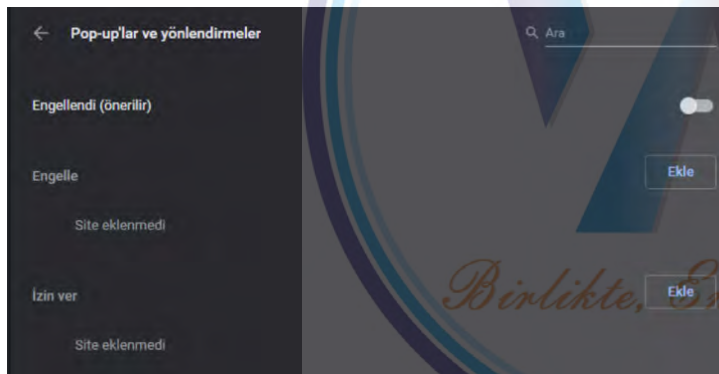 Pop-up'lar ve yönlendirmeler
Ara
Engellendi (önerilir)
Engelle
Ekle
Site eklenmedi
Birlikte,
İzin ver
Ekle
Site eklenmedi